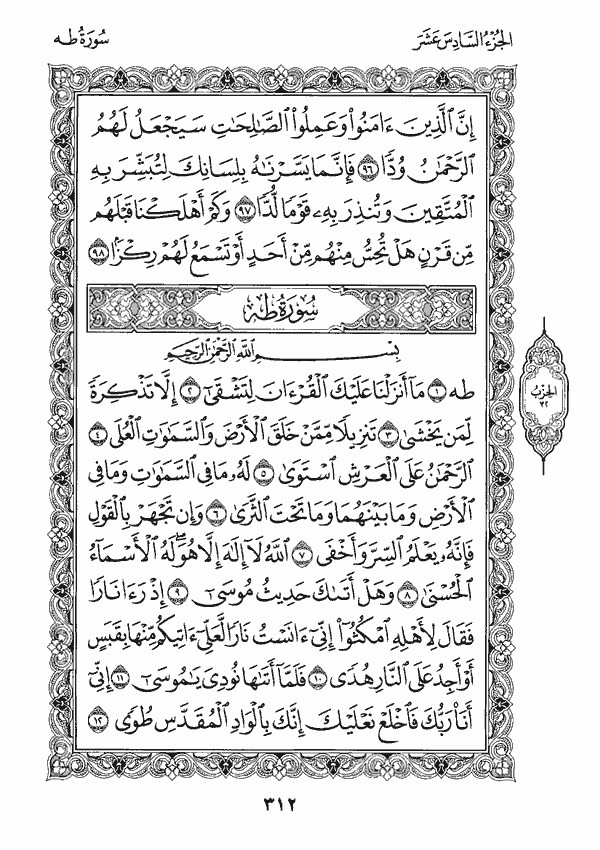 الجُزْءُ السَّادِسَ عَشَرَ
سُورَةُ طه
إِنَّ ٱلَّذِينَ ءَامَنُوا۟ وَعَمِلُوا۟ ٱلصَّٰلِحَٰتِ سَيَجْعَلُ لَهُمُ
ٱلرَّحْمَٰنُ وُدًّا ٩٦ فَإِنَّمَا يَسَّرْنَٰهُ بِلِسَانِكَ لِتُبَشِّرَ بِهِ
ٱلْمُتَّقِينَ وَتُنذِرَ بِهِۦ قَوْمًا لُّدًّا ٩٧ وَكَمْ أَهْلَكْنَا قَبْلَهُم
مِّن قَرْنٍ هَلْ تُحِسُّ مِنْهُم مِّنْ أَحَدٍ أَوْ تَسْمَعُ لَهُمْ رِكْزًۢا ٩٨
سُورَةُ طه
بِسْمِ ٱللَّهِ ٱلرَّحْمَٰنِ ٱلرَّحِيمِ
طه ١ مَآ أَنزَلْنَا عَلَيْكَ ٱلْقُرْءَانَ لِتَشْقَىٰٓ ٢ إِلَّا تَذْكِرَةً
لِّمَن يَخْشَىٰ ٣ تَنزِيلًا مِّمَّنْ خَلَقَ ٱلْأَرْضَ وَٱلسَّمَٰوَٰتِ ٱلْعُلَى ٤
ٱلرَّحْمَٰنُ عَلَى ٱلْعَرْشِ ٱسْتَوَىٰ ٥ لَهُۥ مَا فِى ٱلسَّمَٰوَٰتِ وَمَا فِى
ٱلْأَرْضِ وَمَا بَيْنَهُمَا وَمَا تَحْتَ ٱلثَّرَىٰ ٦ وَإِن تَجْهَرْ بِٱلْقَوْلِ
فَإِنَّهُۥ يَعْلَمُ ٱلسِّرَّ وَأَخْفَى ٧ ٱللَّهُ لَآ إِلَٰهَ إِلَّا هُوَ ۖ لَهُ ٱلْأَسْمَآءُ
ٱلْحُسْنَىٰ ٨ وَهَلْ أَتَىٰكَ حَدِيثُ مُوسَىٰٓ ٩ إِذْ رَءَا نَارًا
فَقَالَ لِأَهْلِهِ ٱمْكُثُوٓا۟ إِنِّىٓ ءَانَسْتُ نَارًا لَّعَلِّىٓ ءَاتِيكُم مِّنْهَا بِقَبَسٍ
أَوْ أَجِدُ عَلَى ٱلنَّارِ هُدًى ١٠ فَلَمَّآ أَتَىٰهَا نُودِىَ يَٰمُوسَىٰٓ ١١ إِنِّىٓ
أَنَا۠ رَبُّكَ فَٱخْلَعْ نَعْلَيْكَ إِنَّكَ بِٱلْوَادِ ٱلْمُقَدَّسِ طُوًى ١٢
الحِزْبُ
٣٢
٣١٢